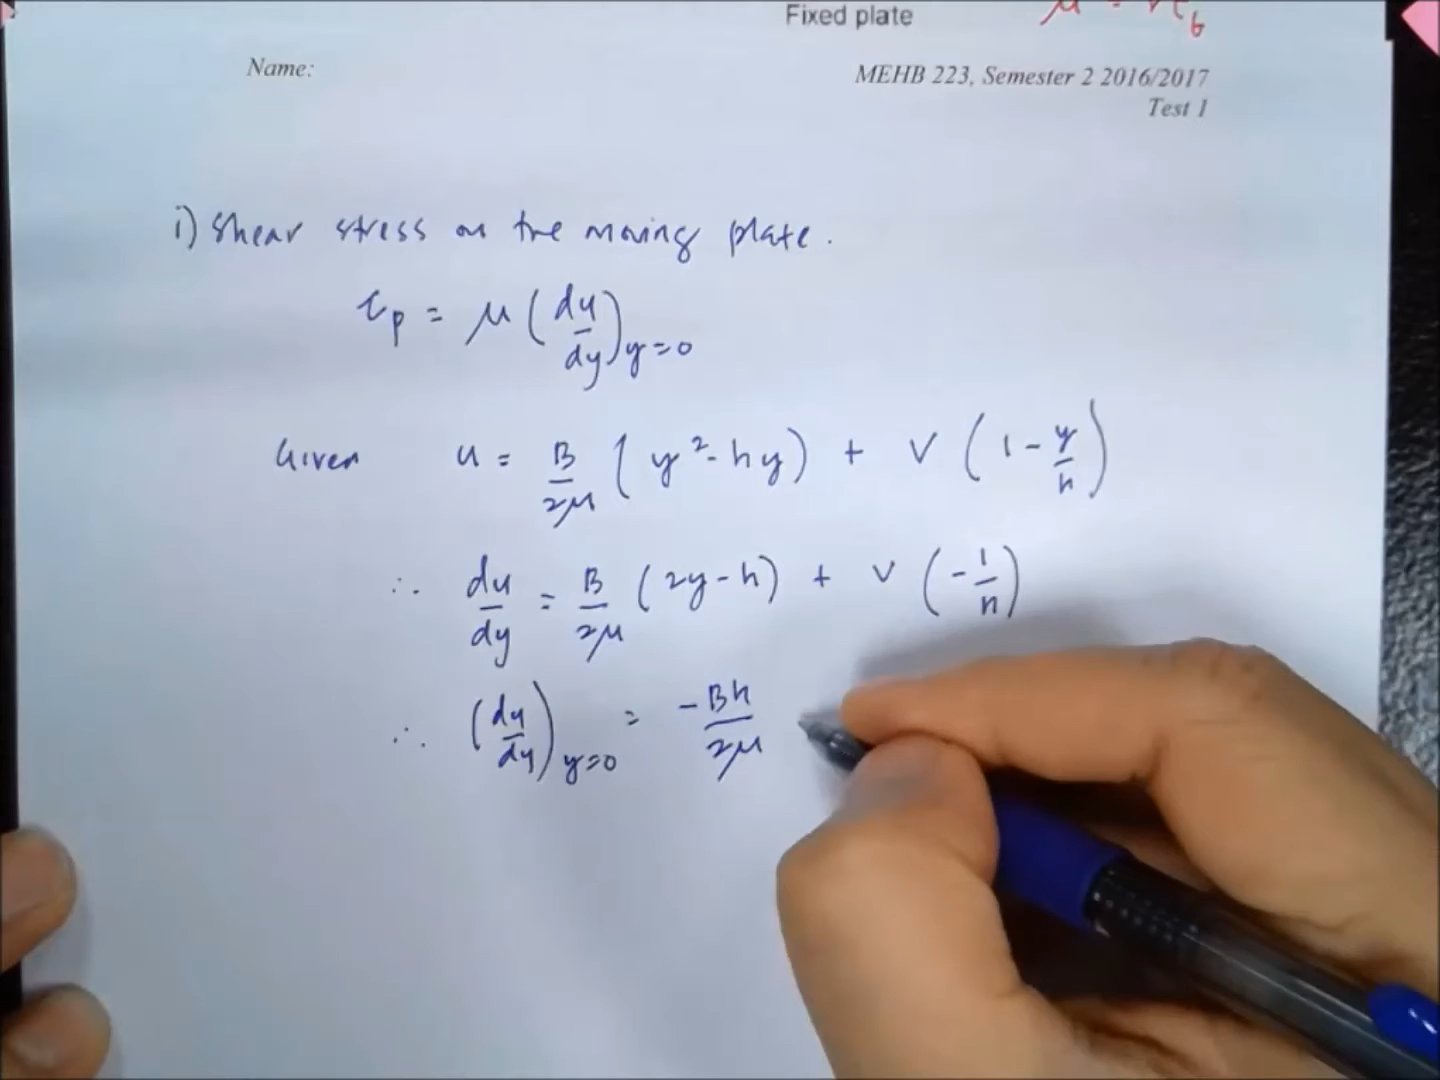 Fixed plate
Name:
MEHB 223, Semester 2 2016/2017
Test 1
i) Shear stress on the moving plate.
τp = μ (du/dy)y=0
Given u = B/2μ (y²-hy) + V (1-y/h)
∴ du/dy = B/2μ (2y-h) + V (-1/h)
∴ (du/dy)y=0 = -Bh/2μ